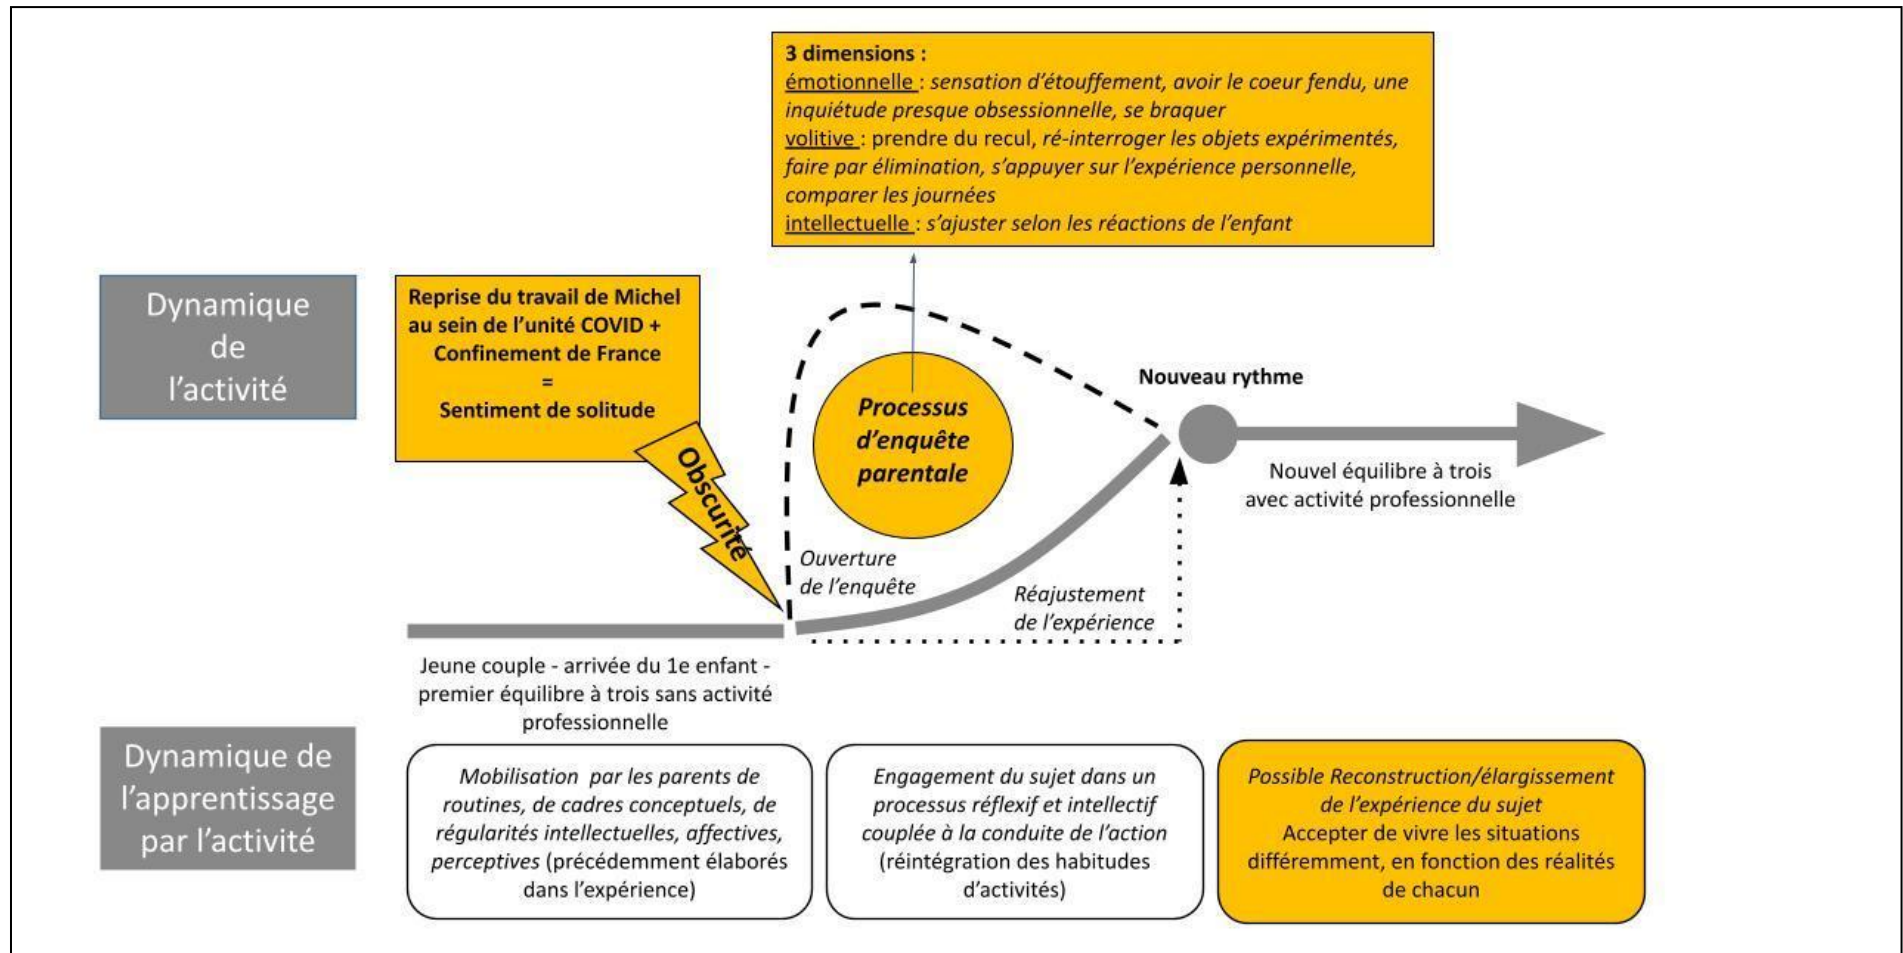 3 dimensions :
émotionnelle : sensation d’étouffement, avoir le coeur fendu, une
inquiétude presque obsessionnelle, se braquer
volitive : prendre du recul, ré-interroger les objets expérimentés,
faire par élimination, s’appuyer sur l’expérience personnelle,
comparer les journées
intellectuelle : s’ajuster selon les réactions de l’enfant
Dynamique
de
l’activité
Reprise du travail de Michel
au sein de l’unité COVID +
Confinement de France
=
Sentiment de solitude
Obscurité
Processus
d’enquête
parentale
Nouveau rythme
Nouvel équilibre à trois
avec activité professionnelle
Ouverture
de l’enquête
Réajustement
de l’expérience
Jeune couple - arrivée du 1e enfant -
premier équilibre à trois sans activité
professionnelle
Dynamique de
l’apprentissage
par l’activité
Mobilisation par les parents de
routines, de cadres conceptuels, de
régularités intellectuelles, affectives,
perceptives (précédemment élaborés
dans l’expérience)
Engagement du sujet dans un
processus réflexif et intellectif
couplée à la conduite de l’action
(réintégration des habitudes
d’activités)
Possible Reconstruction/élargissement
de l’expérience du sujet
Accepter de vivre les situations
différemment, en fonction des réalités
de chacun